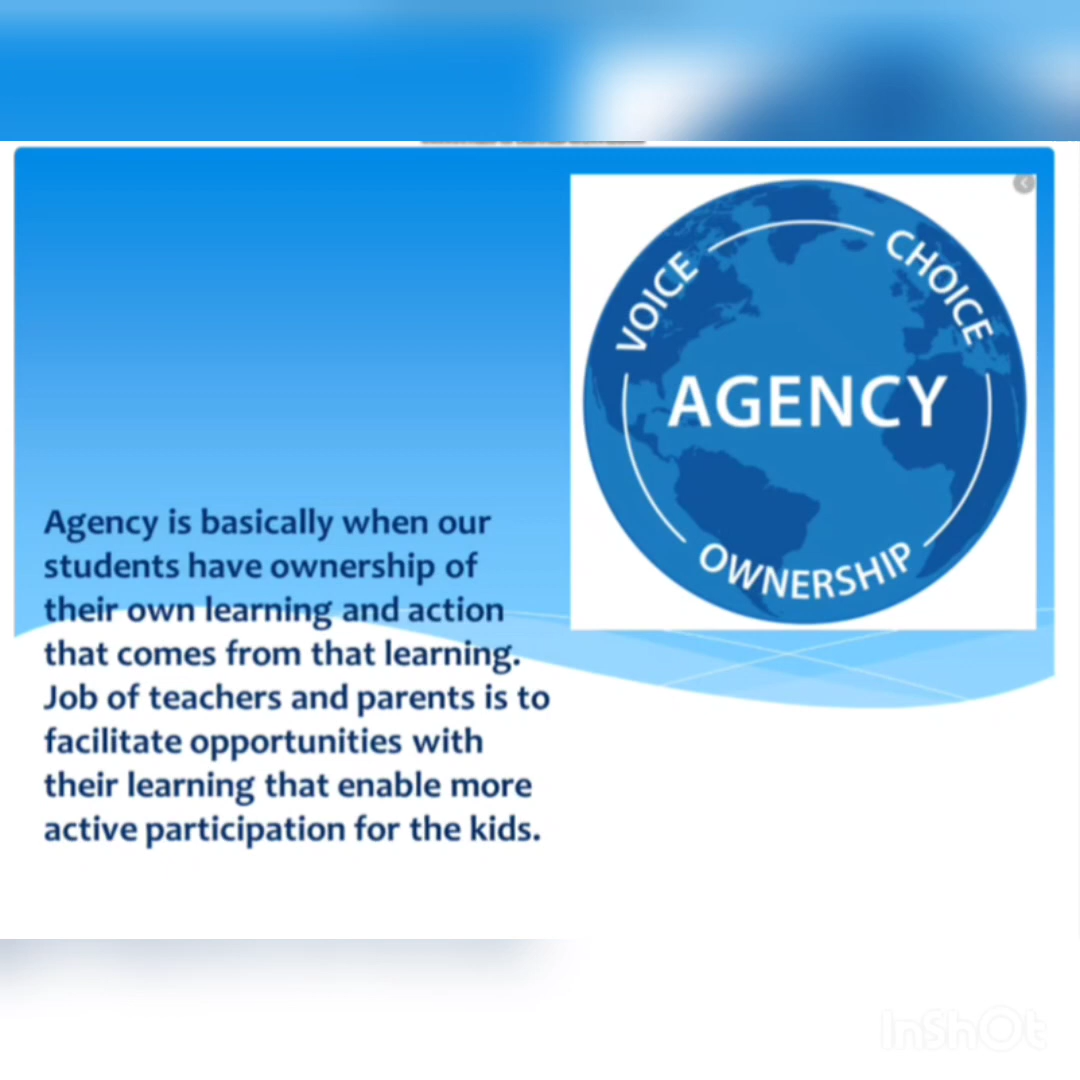 VOICE
CHOICE
AGENCY
OWNERSHIP
Agency is basically when our
students have ownership of
their own learning and action
that comes from that learning.
Job of teachers and parents is to
facilitate opportunities with
their learning that enable more
active participation for the kids.
InShOt